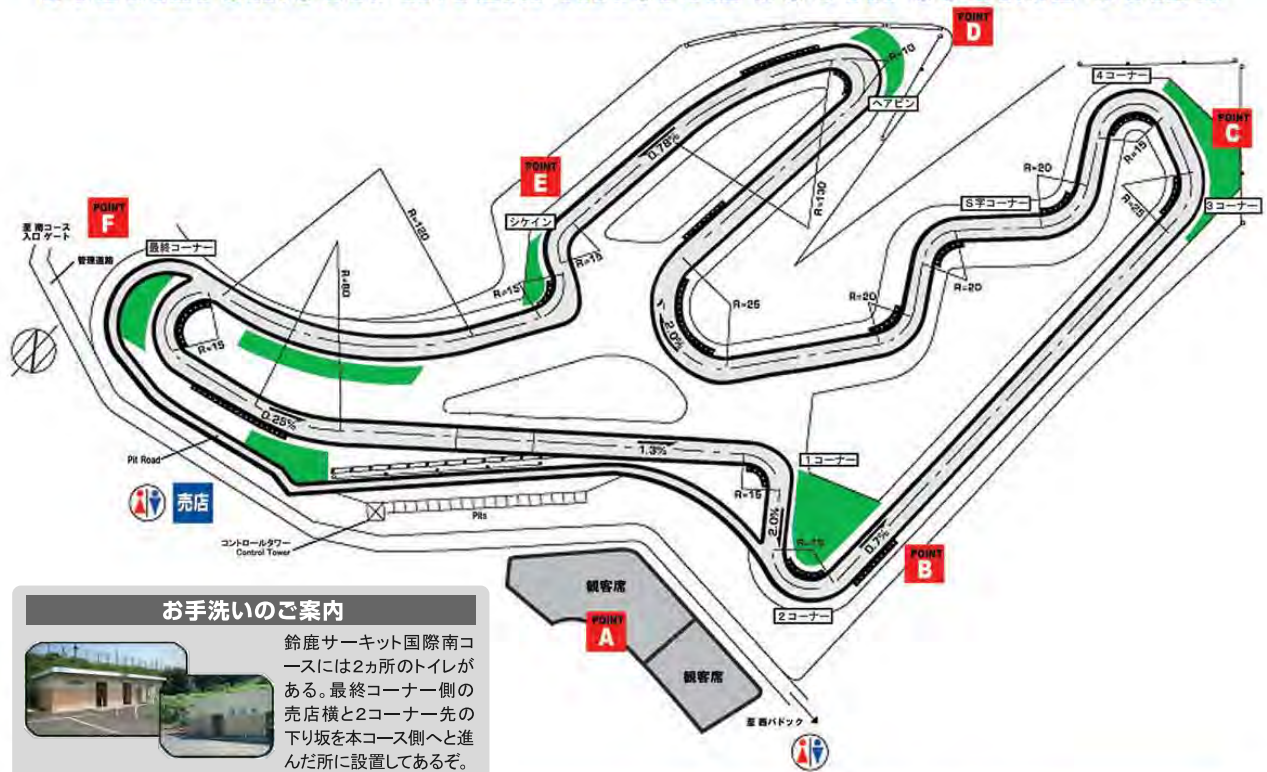 POINT
D
R=10
4コーナー
ヘアピン
POINT
C
0.78%
R=15
POINT
E
R=20
R=130
S字コーナー
R=25
3コーナー
POINT
F
シケイン
R=120
至 南コース
入口 ゲート
最終コーナー
管理道路
R=15
R=80
R=15
R=25
R=20
R=20
2.0%
R=15
0.25%
1.3%
1コーナー
Pit Road
R=15
2.0%
売店
Pits
R=15
0.7%
コントロールタワー
Control Tower
POINT
B
観客席
POINT
A
2コーナー
観客席
至 西パドック
お手洗いのご案内
鈴鹿サーキット国際南コ
ースには2ヵ所のトイレが
ある。最終コーナー側の
売店横と2コーナー先の
下り坂を本コース側へと進
んだ所に設置してあるぞ。